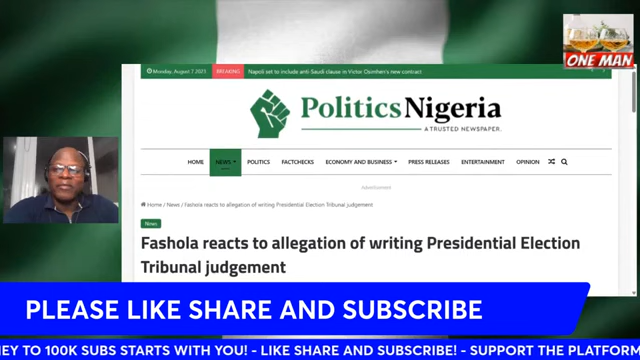 ONE MAN
Monday, August 7 2023
BREAKING
Napoli set to include anti Saudi clause in Victor Osimhen's new contract
Politics Nigeria
A TRUSTED NEWSPAPER.
HOME NEWS POLITICS FACTCHECKS ECONOMY AND BUSINESS PRESS RELEASES ENTERTAINMENT OPINION
Advertisement
Home / News / Fashola reacts to allegation of writing Presidential Election Tribunal judgement
News
Fashola reacts to allegation of writing Presidential Election
Tribunal judgement
PLEASE LIKE SHARE AND SUBSCRIBE
NEY TO 100K SUBS STARTS WITH YOU! - LIKE SHARE AND SUBSCRIBE! - SUPPORT THE PLATFORM